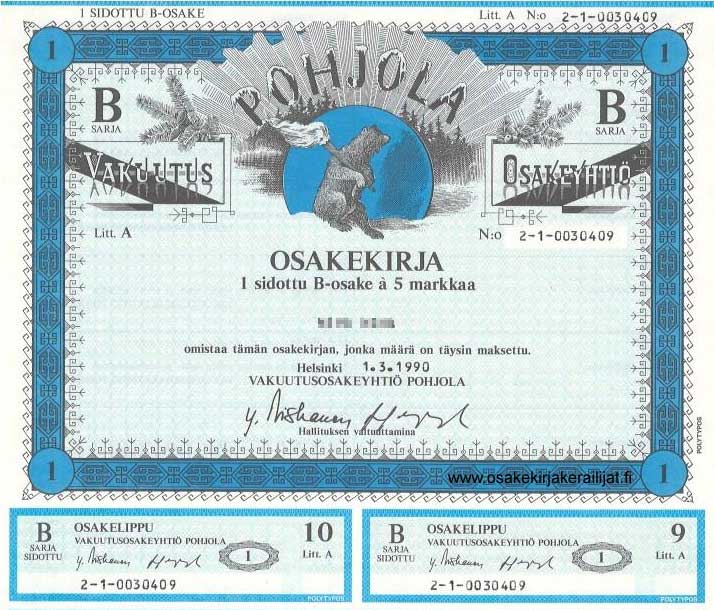 1 SIDOTTU B-OSAKE
Litt. A N:o 2-1-0030409
1 1
POHJOLA
B SARJA
B SARJA
VAKUUTUS
OSAKEYHTIÖ
Litt. A
N:o 2-1-0030409
OSAKEKIRJA
1 sidottu B-osake à 5 markkaa
omistaa tämän osakekirjan, jonka määrä on täysin maksettu.
Helsinki 1.3.1990
VAKUUTUSOSAKEYHTIÖ POHJOLA
Hallituksen valtuuttamina
POLYTYPOS
www.osakekirjakerailijat.fi
1 1
B SARJA SIDOTTU
OSAKELIPPU
VAKUUTUSOSAKEYHTIÖ POHJOLA
10
Litt. A
1
2-1-0030409
POLYTYPOS
B SARJA SIDOTTU
OSAKELIPPU
VAKUUTUSOSAKEYHTIÖ POHJOLA
9
Litt. A
1
2-1-0030409
POLYTYPOS